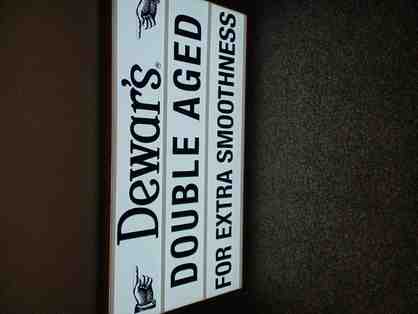 Dewar's®
DOUBLE AGED
FOR EXTRA SMOOTHNESS